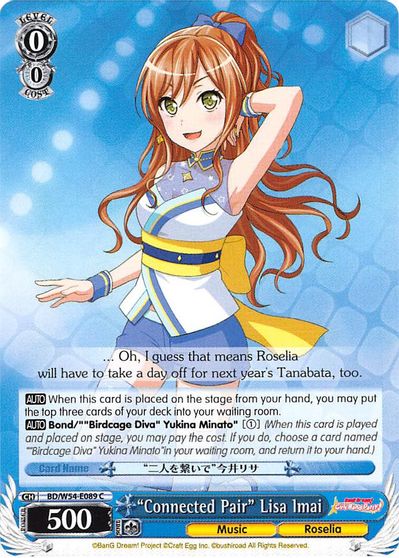 LEVEL
0
0
COST
… Oh, I guess that means Roselia
will have to take a day off for next year's Tanabata, too.
AUTO When this card is placed on the stage from your hand, you may put
the top three cards of your deck into your waiting room.
AUTO Bond/""Birdcage Diva" Yukina Minato" [①] (When this card is played
and placed on stage, you may pay the cost. If you do, choose a card named
""Birdcage Diva" Yukina Minato"in your waiting room, and return it to your hand.)
Card Name
“二人を繋いで”今井リサ
CH BD/W54-E089 C
POWER
500
“Connected Pair” Lisa Imai
Music
Roselia
©BanG Dream! Project ©Craft Egg Inc. ©bushiroad All Rights Reserved.